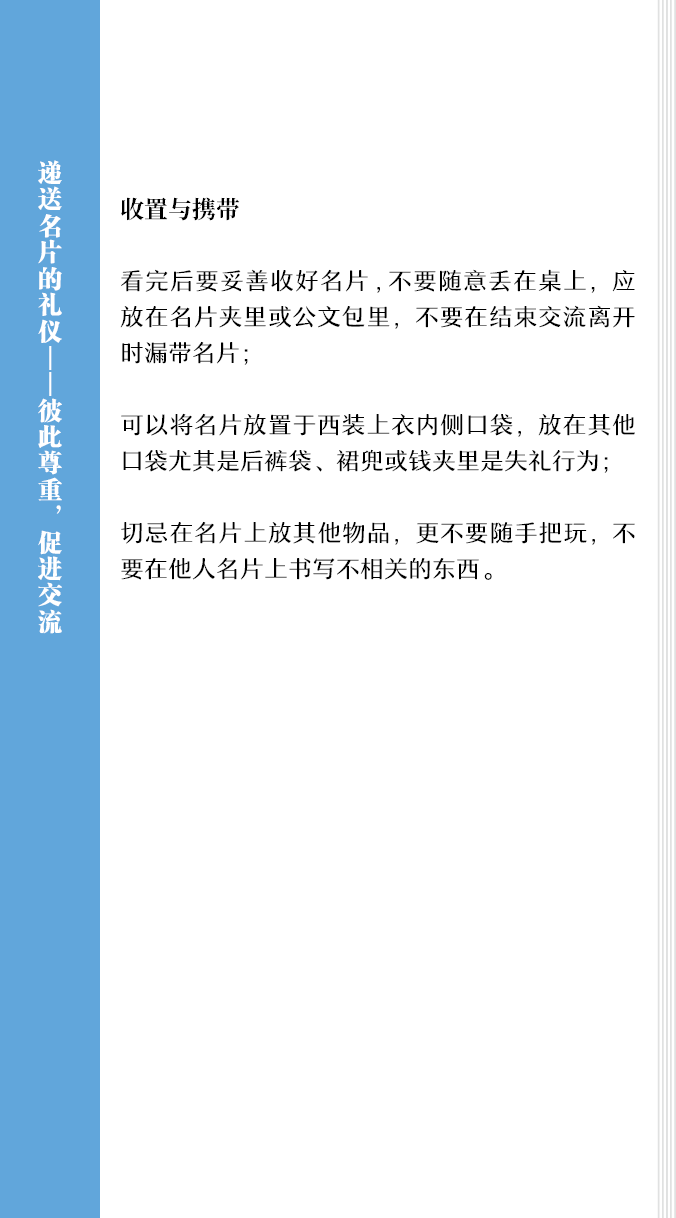 递送名片的礼仪——彼此尊重，促进交流
收置与携带
看完后要妥善收好名片,不要随意丢在桌上，应
放在名片夹里或公文包里，不要在结束交流离开
时漏带名片；
可以将名片放置于西装上衣内侧口袋，放在其他
口袋尤其是后裤袋、裙兜或钱夹里是失礼行为；
切忌在名片上放其他物品，更不要随手把玩，不
要在他人名片上书写不相关的东西。